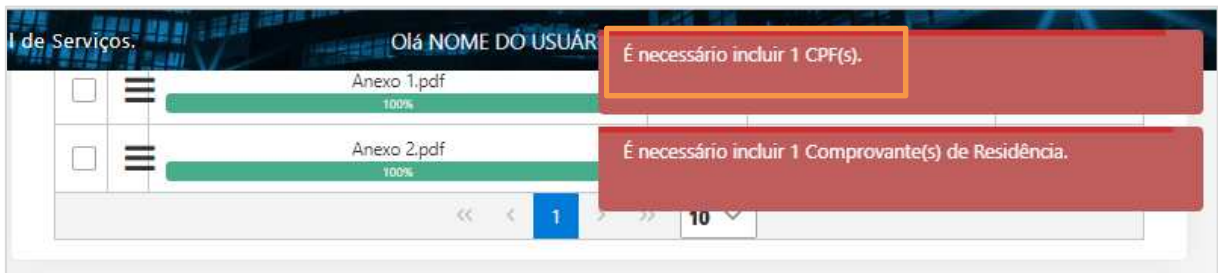 l de Serviços.
Olá NOME DO USUÁR
É necessário incluir 1 CPF(s).
Anexo 1.pdf
100%
Anexo 2.pdf
100%
É necessário incluir 1 Comprovante(s) de Residência.
<< < 1 > >> 10